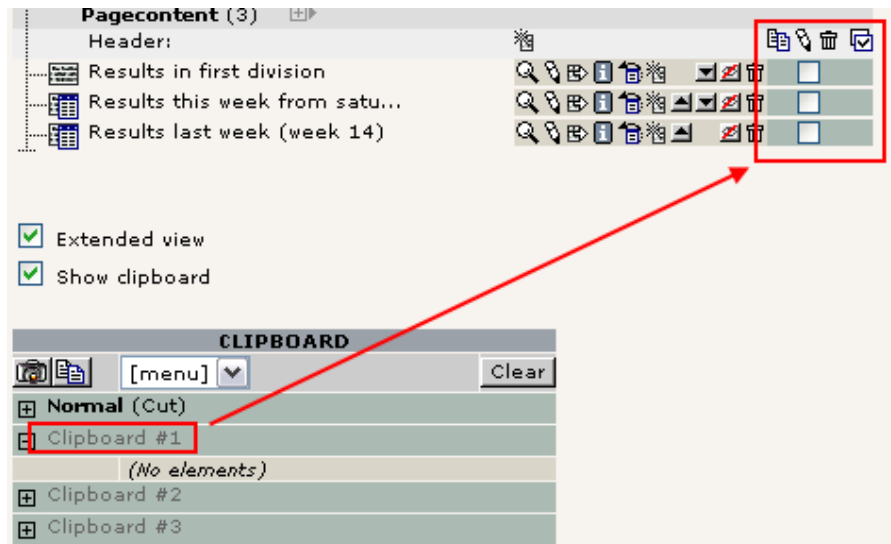 Pagecontent (3)
Header:
Results in first division
Results this week from satu...
Results last week (week 14)
Extended view
Show clipboard
CLIPBOARD
[menu] Clear
Normal (Cut)
Clipboard #1
(No elements)
Clipboard #2
Clipboard #3